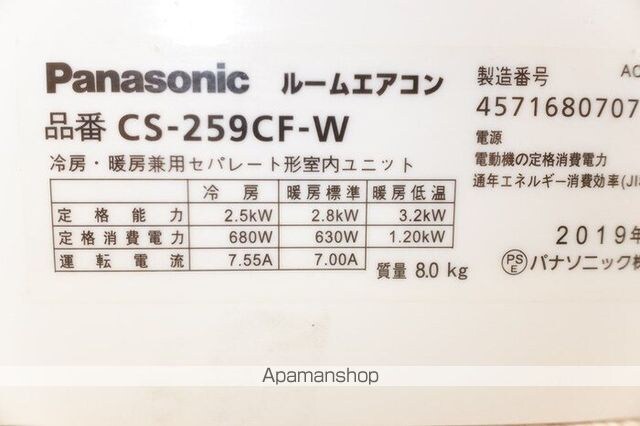 Panasonic ルームエアコン
品番 CS-259CF-W
冷房・暖房兼用セパレート形室内ユニット
冷房 暖房標準 暖房低温
定格能力 2.5kW 2.8kW 3.2kW
定格消費電力 680W 630W 1.20kW
運転電流 7.55A 7.00A
質量 8.0 kg
製造番号 AC
4571680707
電源
電動機の定格消費電力
通年エネルギー消費効率(JIS
2019年
PS
E
パナソニック株
Apamanshop